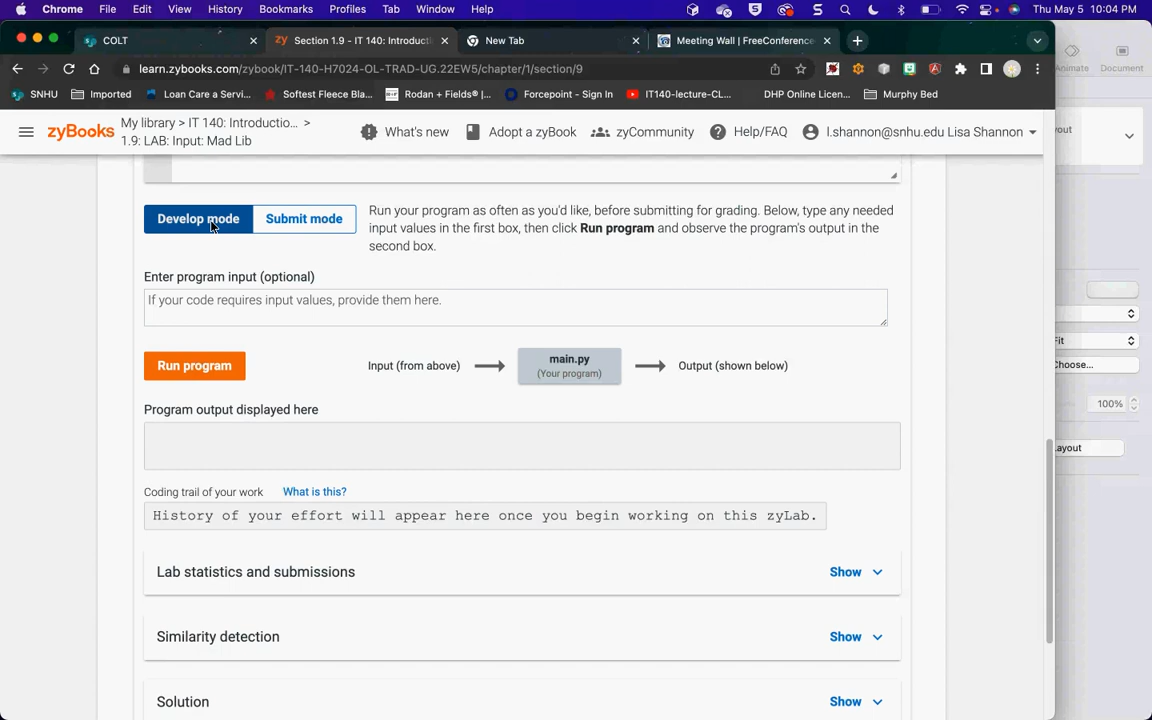 Chrome File Edit View History Bookmarks Profiles Tab Window Help Thu May 5 10:04 PM
COLT
Section 1.9 - IT 140: Introducti
New Tab
Meeting Wall | FreeConference
learn.zybooks.com/zybook/IT-140-H7024-OL-TRAD-UG.22EW5/chapter/1/section/9
Animate
Document
SNHU
Imported
Loan Care a Servi...
Softest Fleece Bla...
Rodan + Fields® |...
Forcepoint - Sign In
IT140-lecture-CL...
DHP Online Licen...
Murphy Bed
zyBooks
My library > IT 140: Introductio... >
1.9: LAB: Input: Mad Lib
What's new
Adopt a zyBook
zyCommunity
Help/FAQ
l.shannon@snhu.edu Lisa Shannon
yout
Develop mode
Submit mode
Run your program as often as you'd like, before submitting for grading. Below, type any needed
input values in the first box, then click Run program and observe the program's output in the
second box.
Enter program input (optional)
If your code requires input values, provide them here.
Fit
Choose...
Run program
Input (from above)
main.py
(Your program)
Output (shown below)
100%
Program output displayed here
ayout
Coding trail of your work What is this?
History of your effort will appear here once you begin working on this zyLab.
Lab statistics and submissions Show
Similarity detection Show
Solution Show